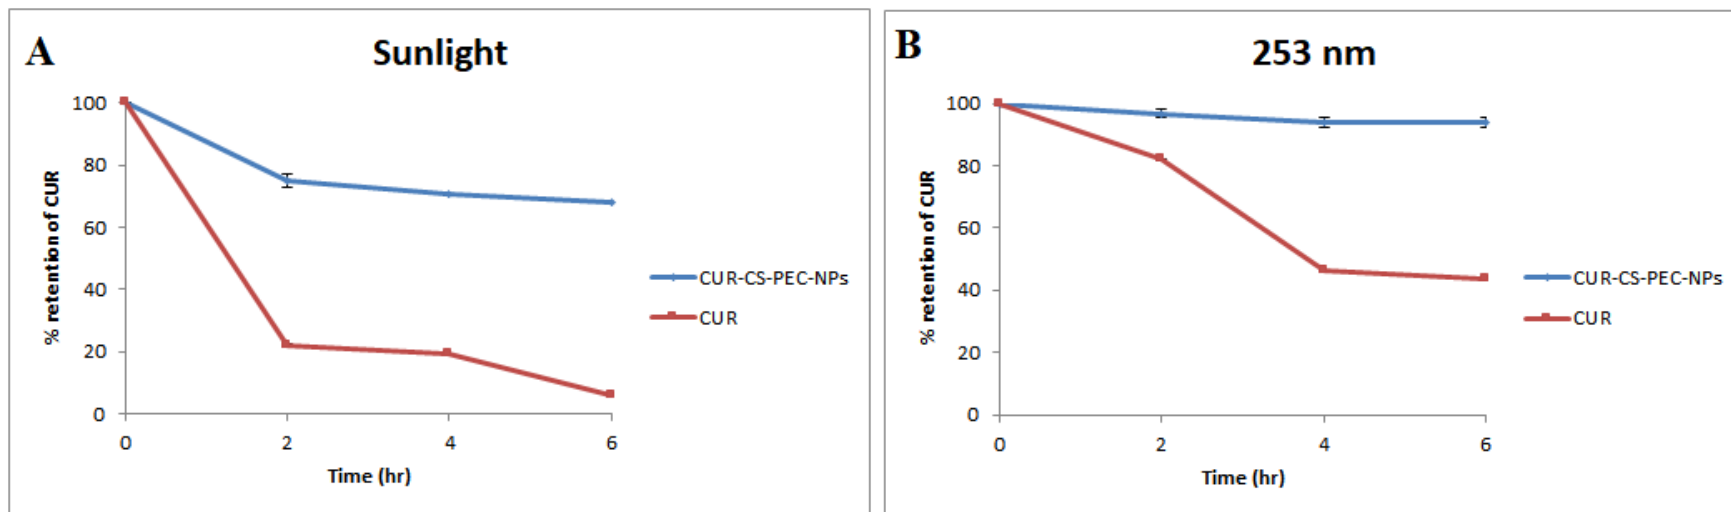 A
Sunlight
100
80
60
40
20
0
% retention of CUR
0 2 4 6
Time (hr)
CUR-CS-PEC-NPs
CUR
B
253 nm
100
80
60
40
20
0
% retention of CUR
0 2 4 6
Time (hr)
CUR-CS-PEC-NPs
CUR